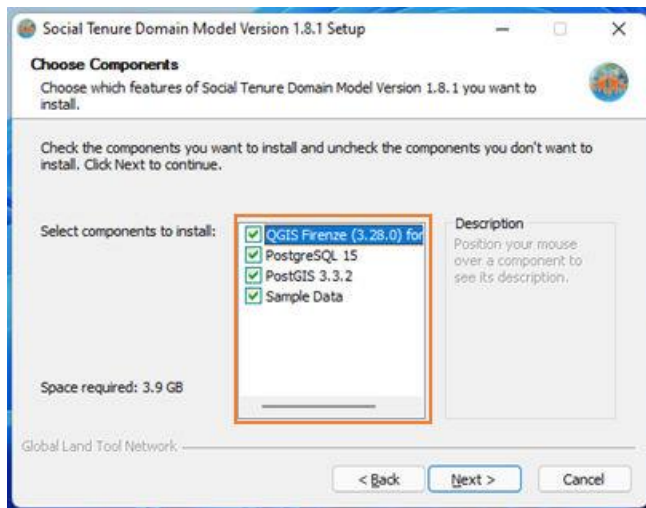 Social Tenure Domain Model Version 1.8.1 Setup
Choose Components
Choose which features of Social Tenure Domain Model Version 1.8.1 you want to
install.
Check the components you want to install and uncheck the components you don't want to
install. Click Next to continue.
Select components to install:
QGIS Firenze (3.28.0) for
PostgreSQL 15
PostGIS 3.3.2
Sample Data
Description
Position your mouse
over a component to
see its description.
Space required: 3.9 GB
Global Land Tool Network
< Back
Next >
Cancel